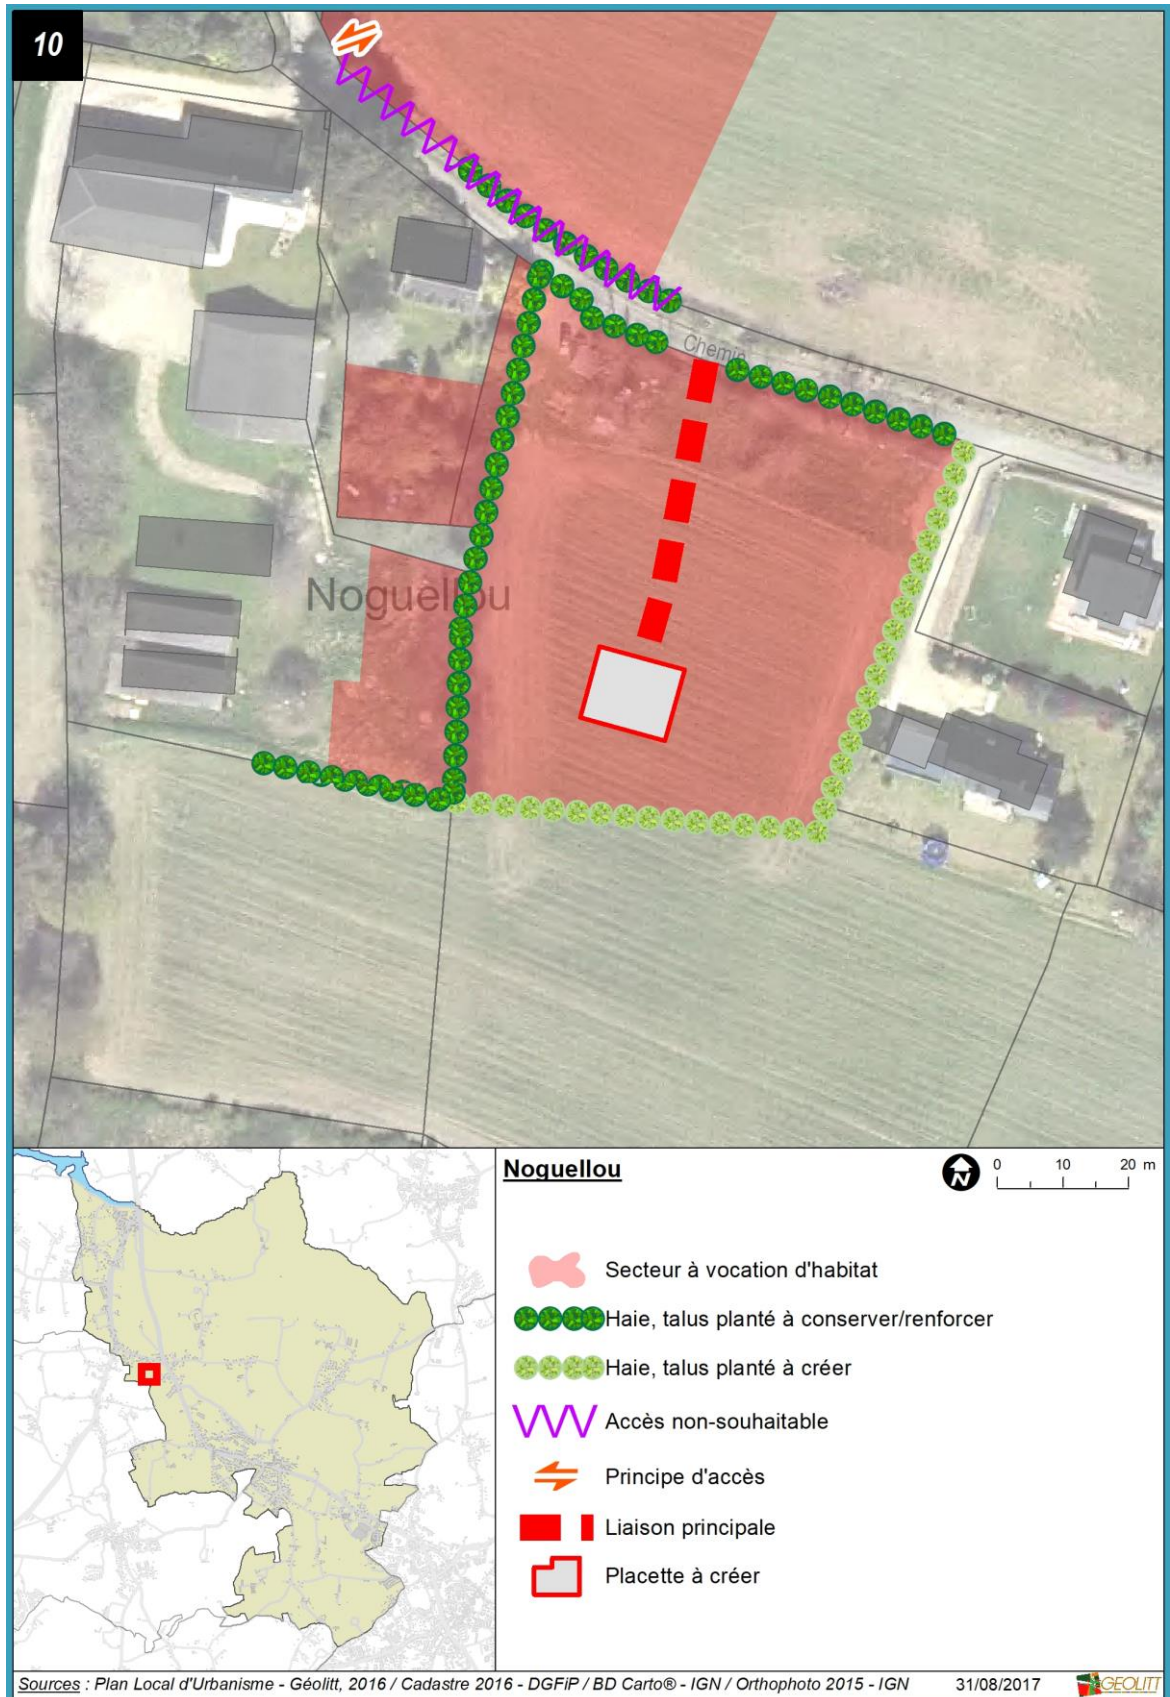 10
Chemin
Noguellou
Noguellou
N
0 10 20 m
Secteur à vocation d'habitat
Haie, talus planté à conserver/renforcer
Haie, talus planté à créer
Accès non-souhaitable
Principe d'accès
Liaison principale
Placette à créer
Sources : Plan Local d'Urbanisme - Géolitt, 2016 / Cadastre 2016 - DGFiP / BD Carto® - IGN / Orthophoto 2015 - IGN 31/08/2017 GEOLITT